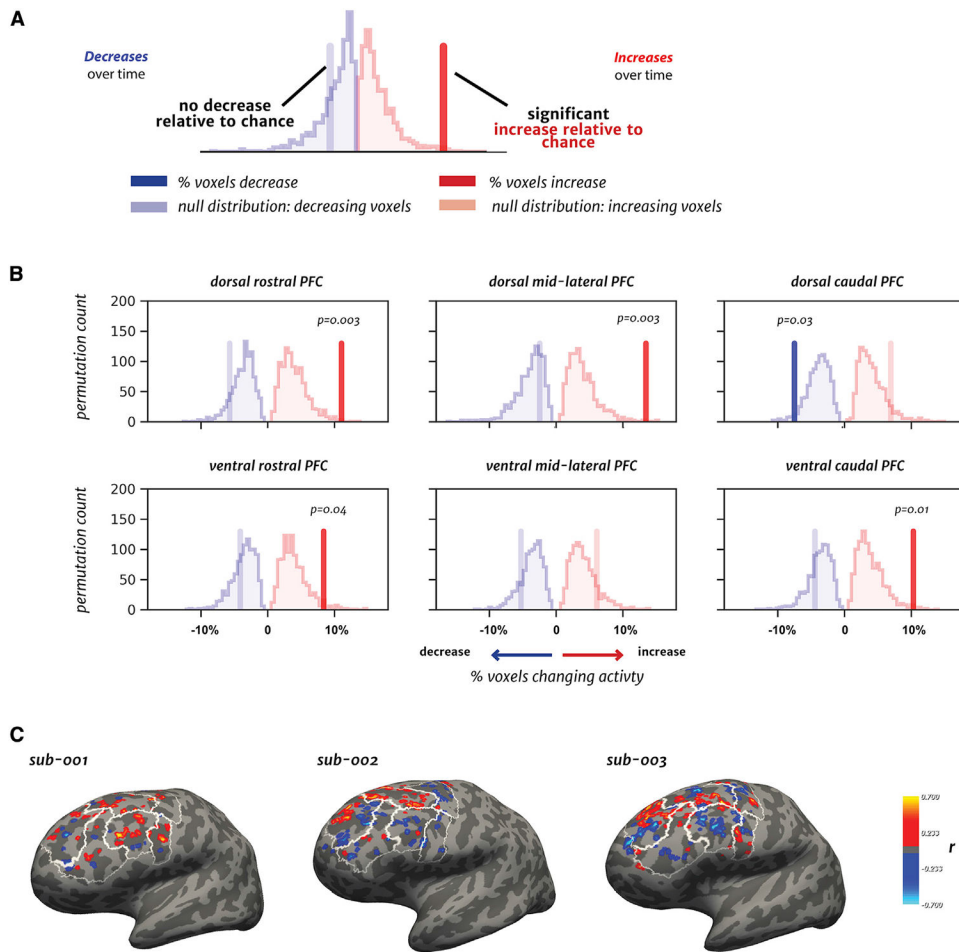 A
Decreases
over time
Increases
over time
no decrease
relative to chance
significant
increase relative to
chance
% voxels decrease
% voxels increase
null distribution: decreasing voxels
null distribution: increasing voxels
B
dorsal rostral PFC
dorsal mid-lateral PFC
dorsal caudal PFC
permutation count
200
150
100
50
0
p=0.003
p=0.003
p=0.03
ventral rostral PFC
ventral mid-lateral PFC
ventral caudal PFC
permutation count
200
150
100
50
0
p=0.04
p=0.01
-10% 0 10%
-10% 0 10%
-10% 0 10%
decrease
increase
% voxels changing activty
C
sub-001
sub-002
sub-003
0.700
0.233
-0.233
-0.700
r